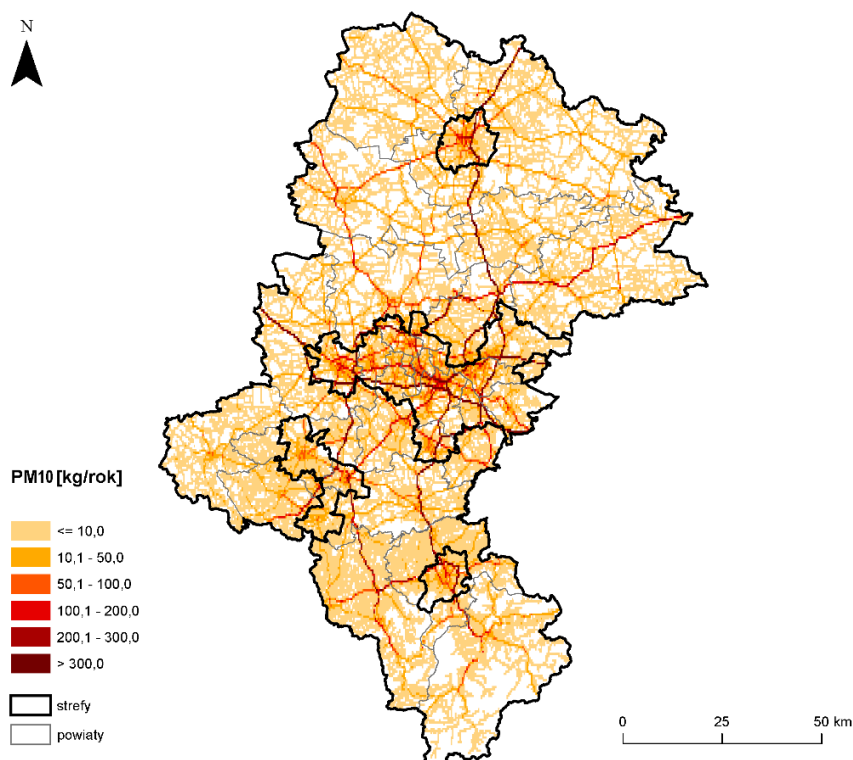 N
PM10 [kg/rok]
<= 10,0
10,1 - 50,0
50,1 - 100,0
100,1 - 200,0
200,1 - 300,0
> 300,0
strefy
powiaty
0 25 50 km